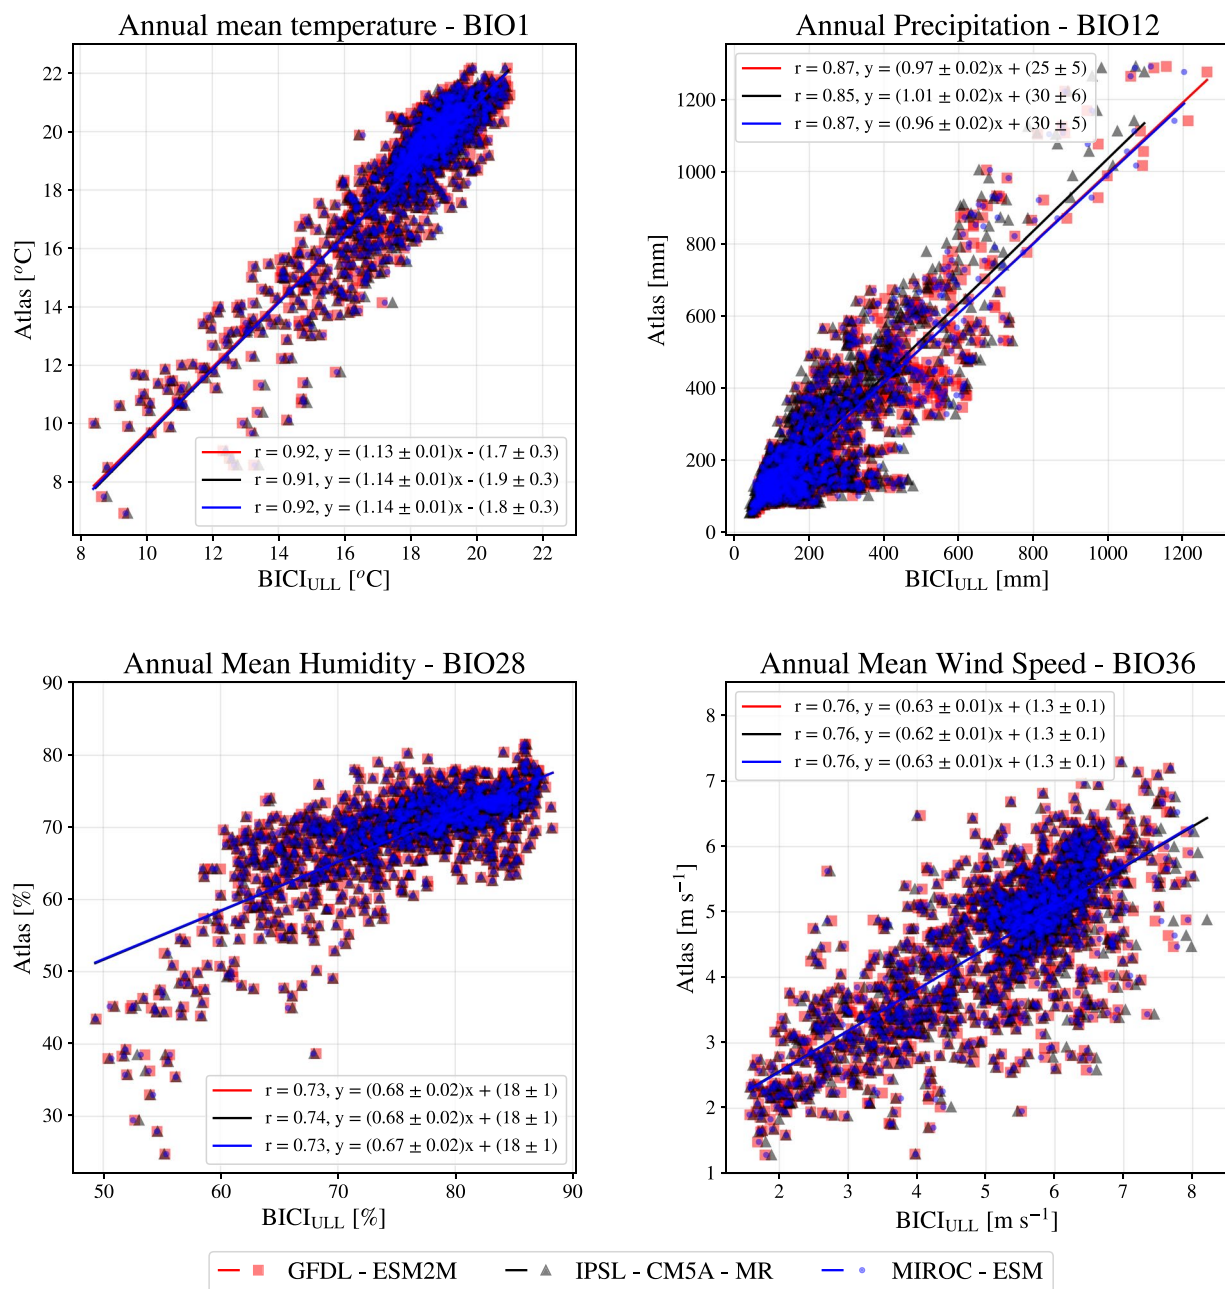 Annual mean temperature - BIO1
22
20
18
16
14
12
10
8
Atlas [°C]
r = 0.92, y = (1.13 ± 0.01)x - (1.7 ± 0.3)
r = 0.91, y = (1.14 ± 0.01)x - (1.9 ± 0.3)
r = 0.92, y = (1.14 ± 0.01)x - (1.8 ± 0.3)
8 10 12 14 16 18 20 22
BICI_ULL [°C]
Annual Precipitation - BIO12
r = 0.87, y = (0.97 ± 0.02)x + (25 ± 5)
r = 0.85, y = (1.01 ± 0.02)x + (30 ± 6)
r = 0.87, y = (0.96 ± 0.02)x + (30 ± 5)
1200
1000
800
600
400
200
0
Atlas [mm]
0 200 400 600 800 1000 1200
BICI_ULL [mm]
Annual Mean Humidity - BIO28
90
80
70
60
50
40
30
Atlas [%]
r = 0.73, y = (0.68 ± 0.02)x + (18 ± 1)
r = 0.74, y = (0.68 ± 0.02)x + (18 ± 1)
r = 0.73, y = (0.67 ± 0.02)x + (18 ± 1)
50 60 70 80 90
BICI_ULL [%]
Annual Mean Wind Speed - BIO36
r = 0.76, y = (0.63 ± 0.01)x + (1.3 ± 0.1)
r = 0.76, y = (0.62 ± 0.01)x + (1.3 ± 0.1)
r = 0.76, y = (0.63 ± 0.01)x + (1.3 ± 0.1)
8
7
6
5
4
3
2
1
Atlas [m s⁻¹]
2 3 4 5 6 7 8
BICI_ULL [m s⁻¹]
GFDL - ESM2M IPSL - CM5A - MR MIROC - ESM